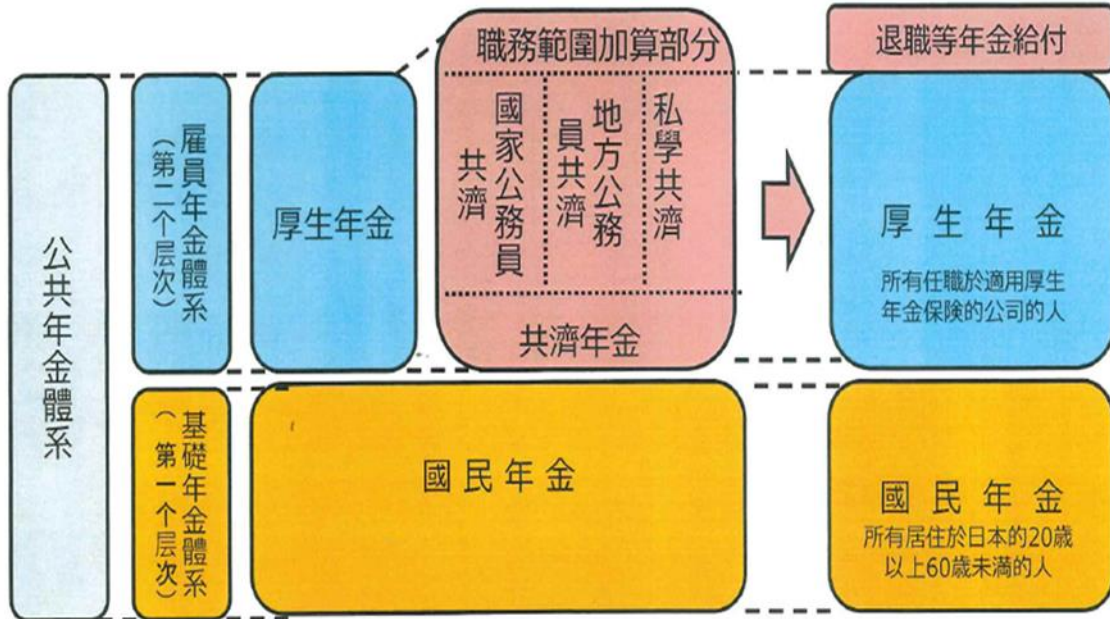 公共年金體系
雇員年金體系
（第二个层次）
基礎年金體系
（第一个层次）
厚生年金
職務範圍加算部分
國家公務員
共濟
地方公務
員共濟
私學共濟
共濟年金
國民年金
退職等年金給付
厚生年金
所有任職於適用厚生
年金保険的公司的人
國民年金
所有居住於日本的20歲
以上60歲未滿的人